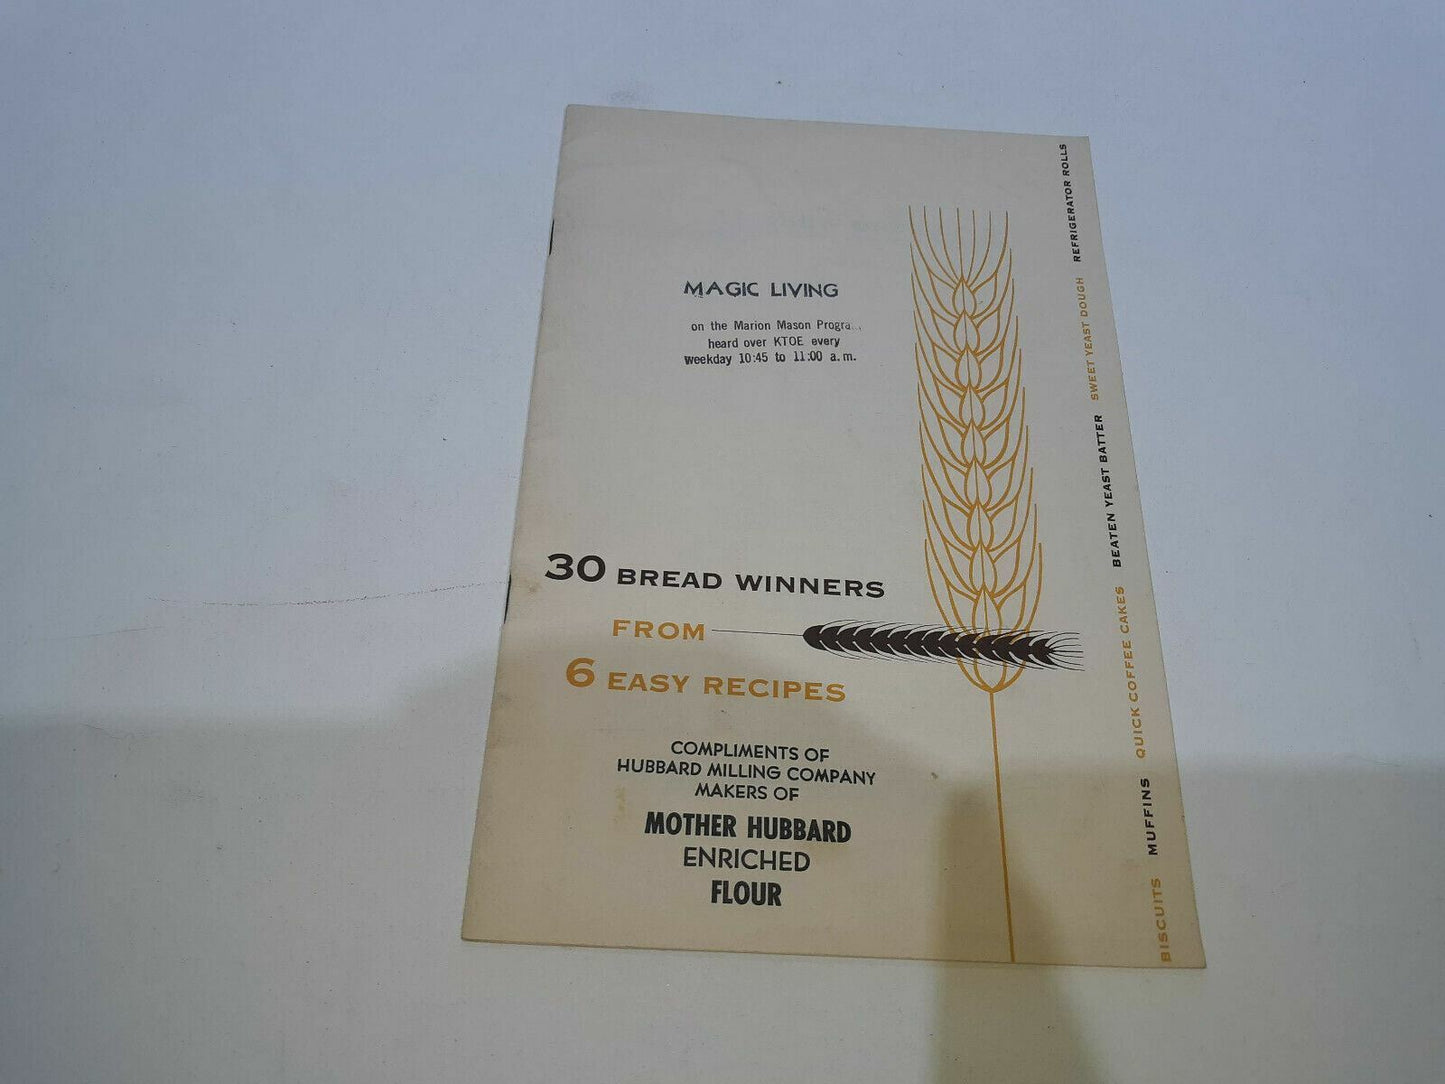 MAGIC LIVING
on the Marion Mason
heard over KTOE every
weekday 10:45 to 11:00 a.m.
30 BREAD WINNERS
FROM
6 EASY RECIPES
COMPLIMENTS OF
HUBBARD MILLING COMPANY
MAKERS OF
MOTHER HUBBARD
ENRICHED
FLOUR
BISCUITS MUFFINS QUICK COFFEE CAKES BEATEN YEAST BATTER SWEET YEAST DOUGH REFRIGERATOR ROLLS